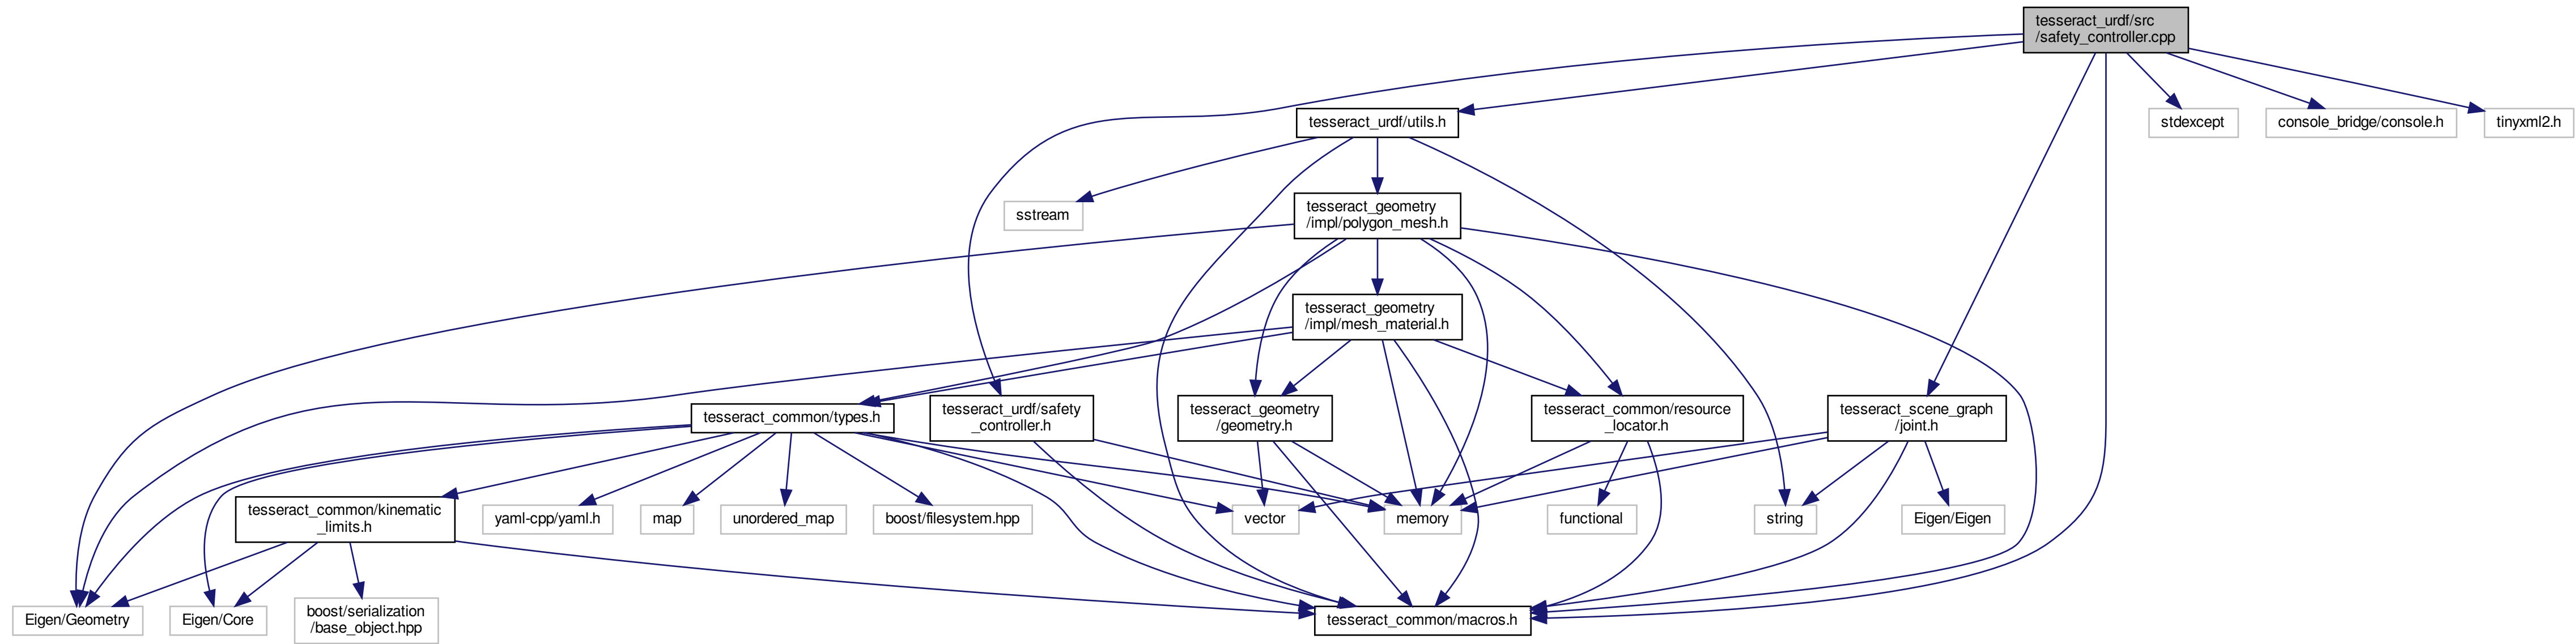 tesseract_urdf/src
/safety_controller.cpp
tesseract_urdf/utils.h
stdexcept
console_bridge/console.h
tinyxml2.h
sstream
tesseract_geometry
/impl/polygon_mesh.h
tesseract_geometry
/impl/mesh_material.h
tesseract_common/types.h
tesseract_urdf/safety
_controller.h
tesseract_geometry
/geometry.h
tesseract_common/resource
_locator.h
tesseract_scene_graph
/joint.h
tesseract_common/kinematic
_limits.h
yaml-cpp/yaml.h
map
unordered_map
boost/filesystem.hpp
vector
memory
functional
string
Eigen/Eigen
Eigen/Geometry
Eigen/Core
boost/serialization
/base_object.hpp
tesseract_common/macros.h